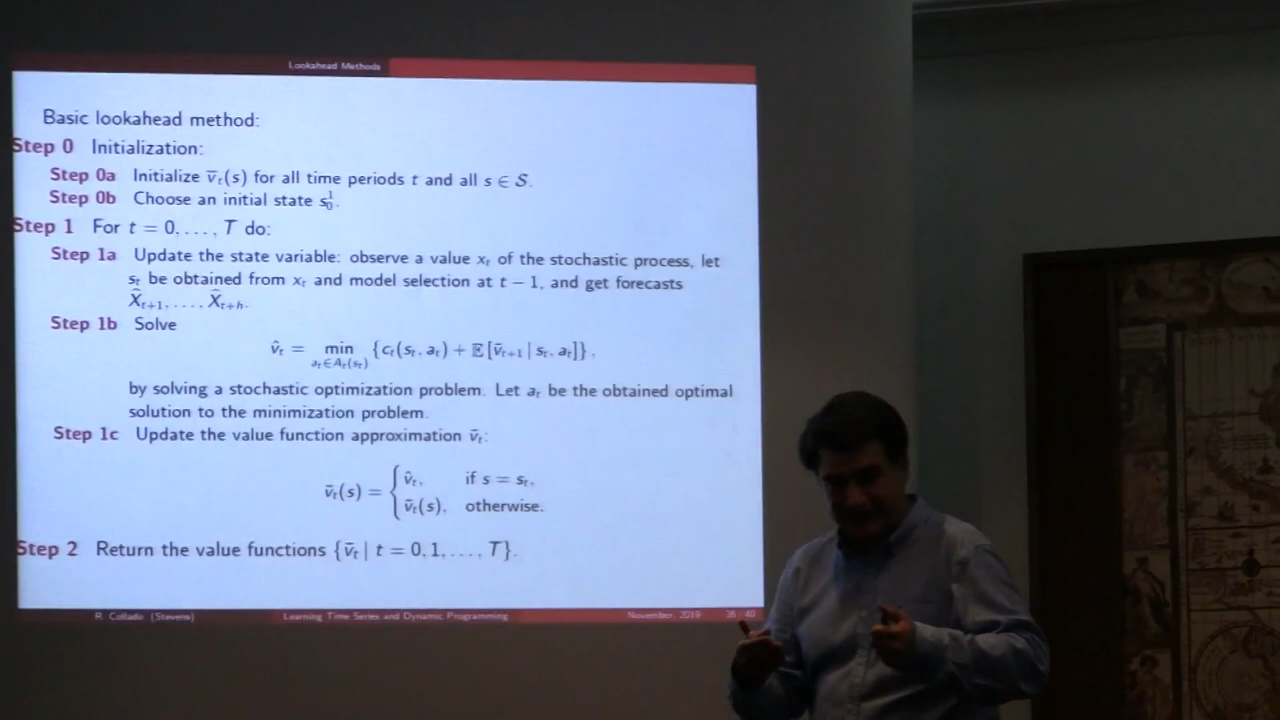 Lookahead Methods
Basic lookahead method:
Step 0 Initialization:
Step 0a Initialize v̄ₜ(s) for all time periods t and all s ∈ 𝒮.
Step 0b Choose an initial state s₀¹.
Step 1 For t = 0, . . . , T do:
Step 1a Update the state variable: observe a value xₜ of the stochastic process, let
sₜ be obtained from xₜ and model selection at t − 1, and get forecasts
X̂ₜ₊₁, . . . , X̂ₜ₊ₕ.
Step 1b Solve
v̂ₜ = min {cₜ(sₜ, aₜ) + 𝔼 [v̄ₜ₊₁ | sₜ, aₜ]} ,
aₜ∈Aₜ(sₜ)
by solving a stochastic optimization problem. Let aₜ be the obtained optimal
solution to the minimization problem.
Step 1c Update the value function approximation v̄ₜ:
v̄ₜ(s) = { v̂ₜ, if s = sₜ,
v̄ₜ(s), otherwise.
Step 2 Return the value functions {v̄ₜ | t = 0, 1, . . . , T}.
R. Collado (Stevens) Learning Time Series and Dynamic Programming November, 2019 26 / 40